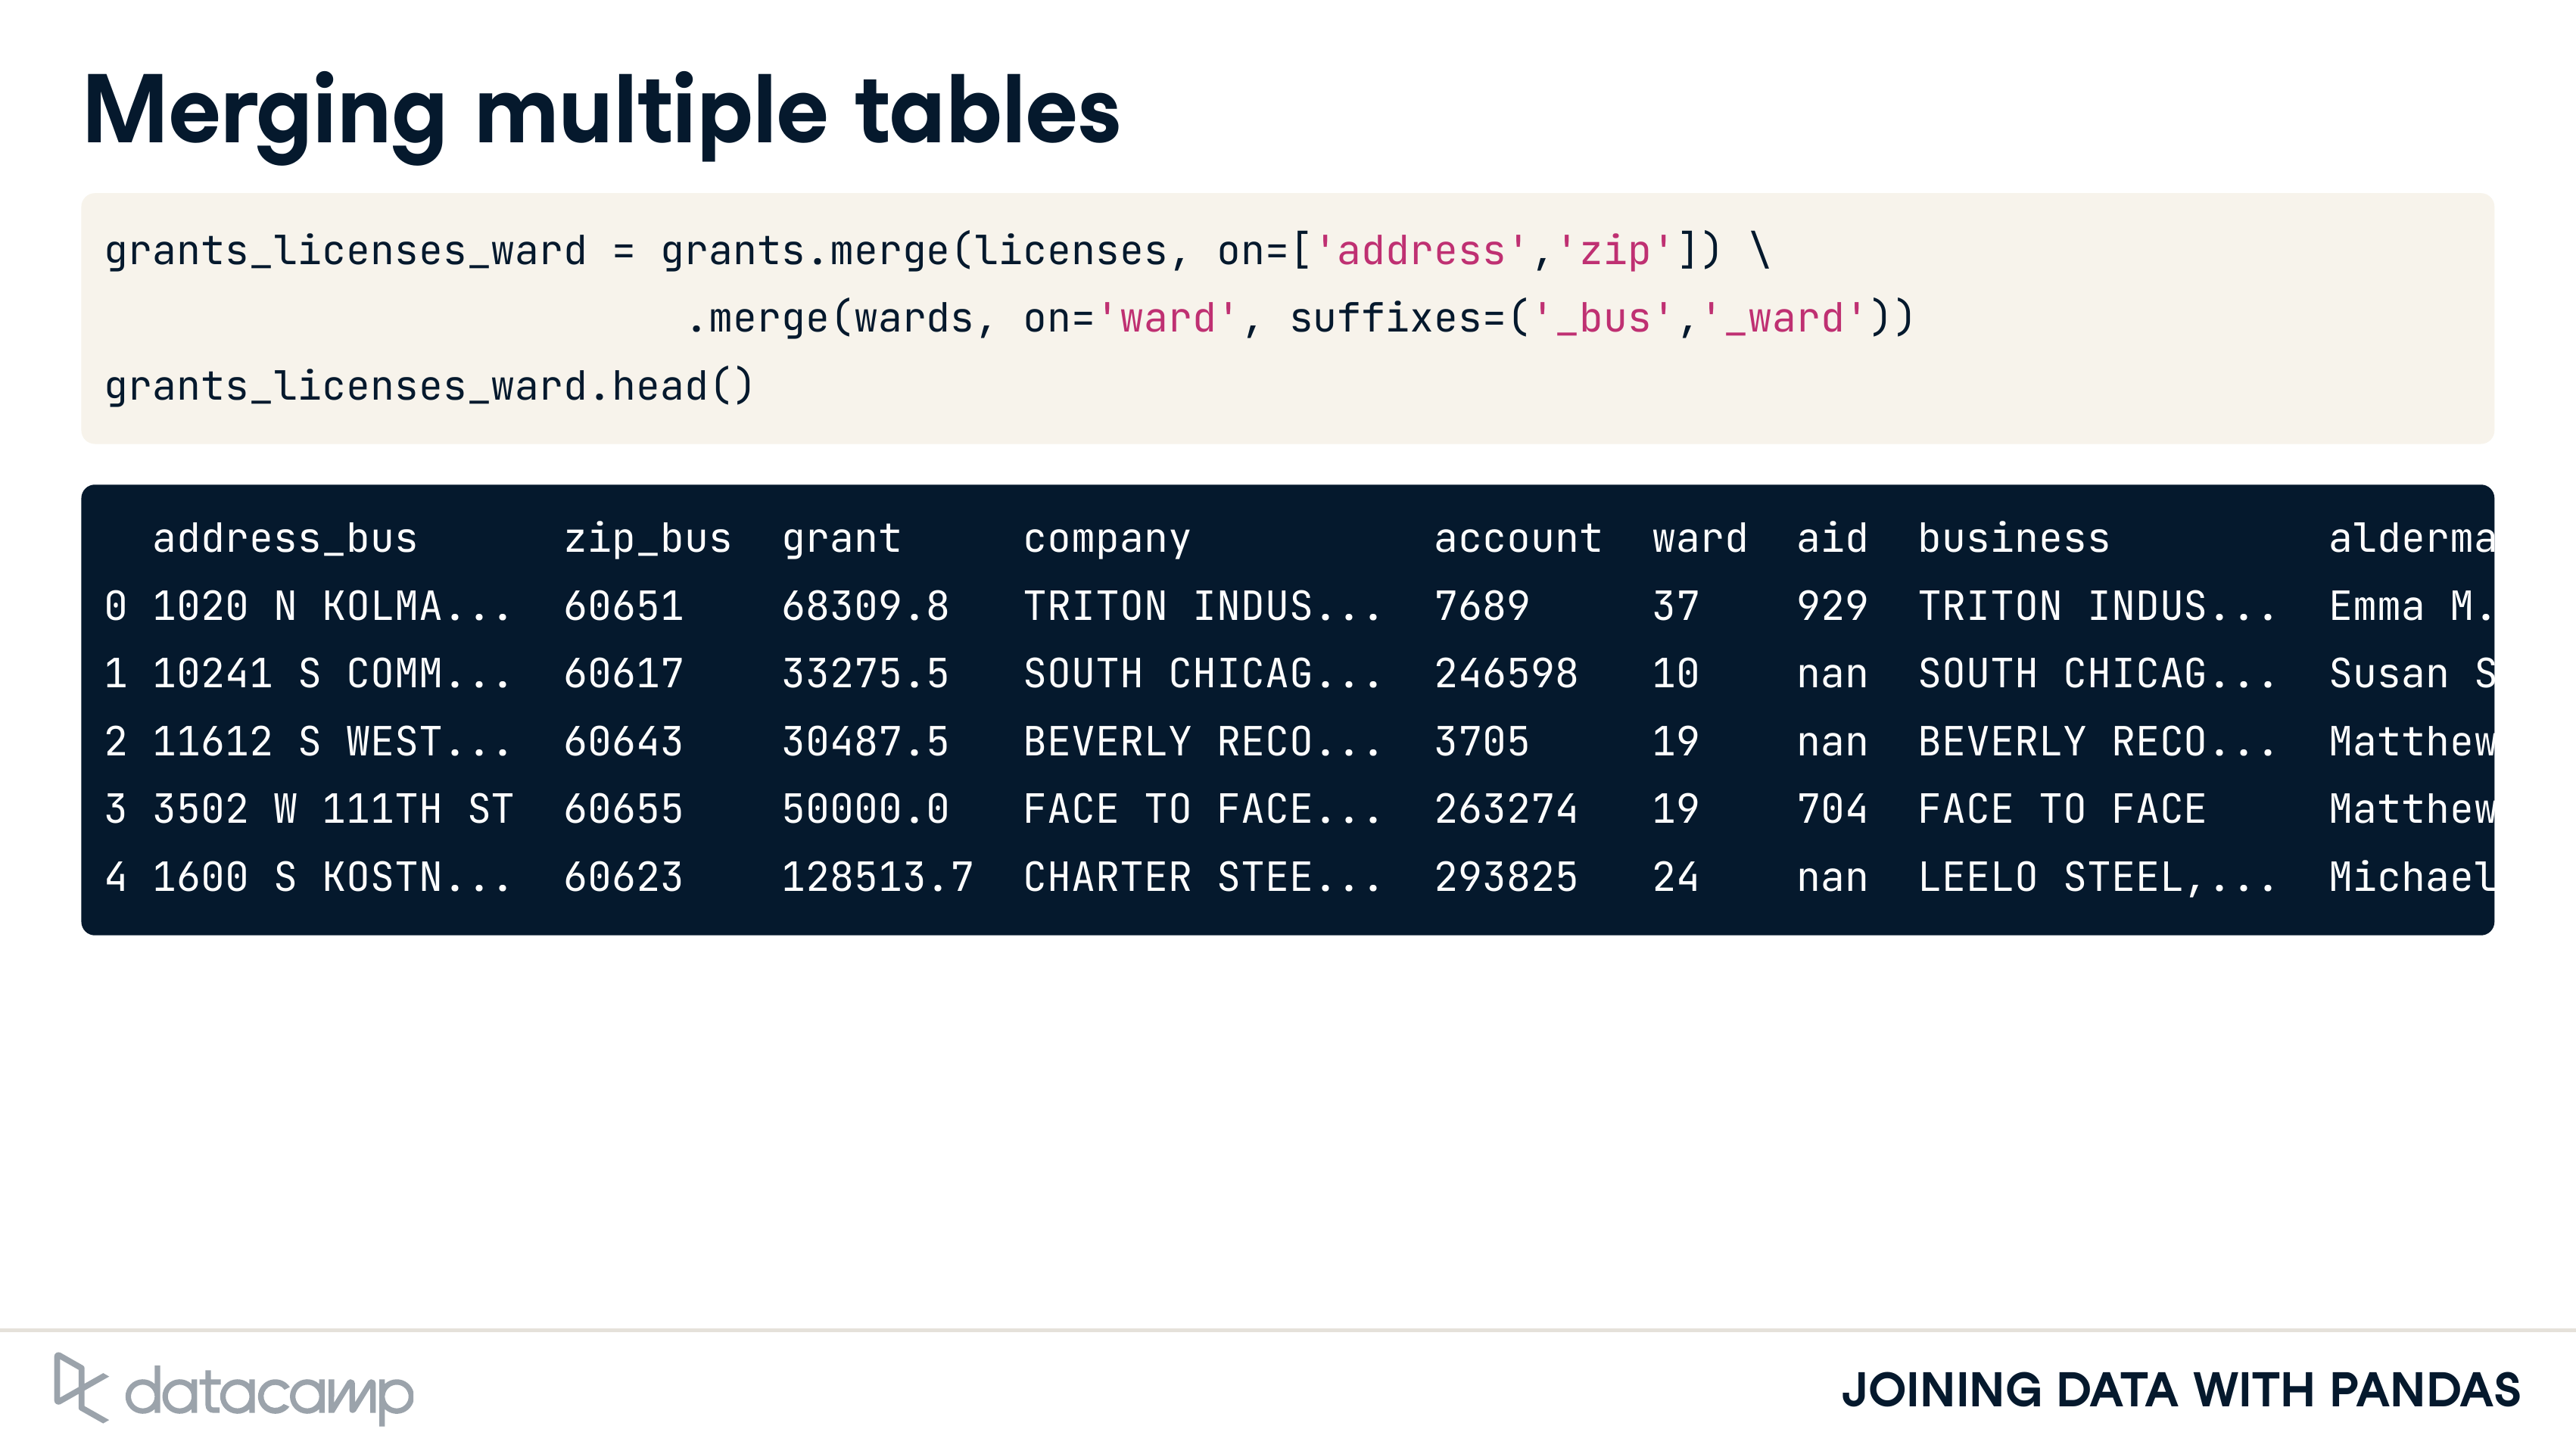 Merging multiple tables
grants_licenses_ward = grants.merge(licenses, on=['address','zip']) \
.merge(wards, on='ward', suffixes=('_bus','_ward'))
grants_licenses_ward.head()
address_bus zip_bus grant company account ward aid business alderma
0 1020 N KOLMA... 60651 68309.8 TRITON INDUS... 7689 37 929 TRITON INDUS... Emma M.
1 10241 S COMM... 60617 33275.5 SOUTH CHICAG... 246598 10 nan SOUTH CHICAG... Susan S
2 11612 S WEST... 60643 30487.5 BEVERLY RECO... 3705 19 nan BEVERLY RECO... Matthew
3 3502 W 111TH ST 60655 50000.0 FACE TO FACE... 263274 19 704 FACE TO FACE Matthew
4 1600 S KOSTN... 60623 128513.7 CHARTER STEE... 293825 24 nan LEELO STEEL,... Michael
datacamp
JOINING DATA WITH PANDAS